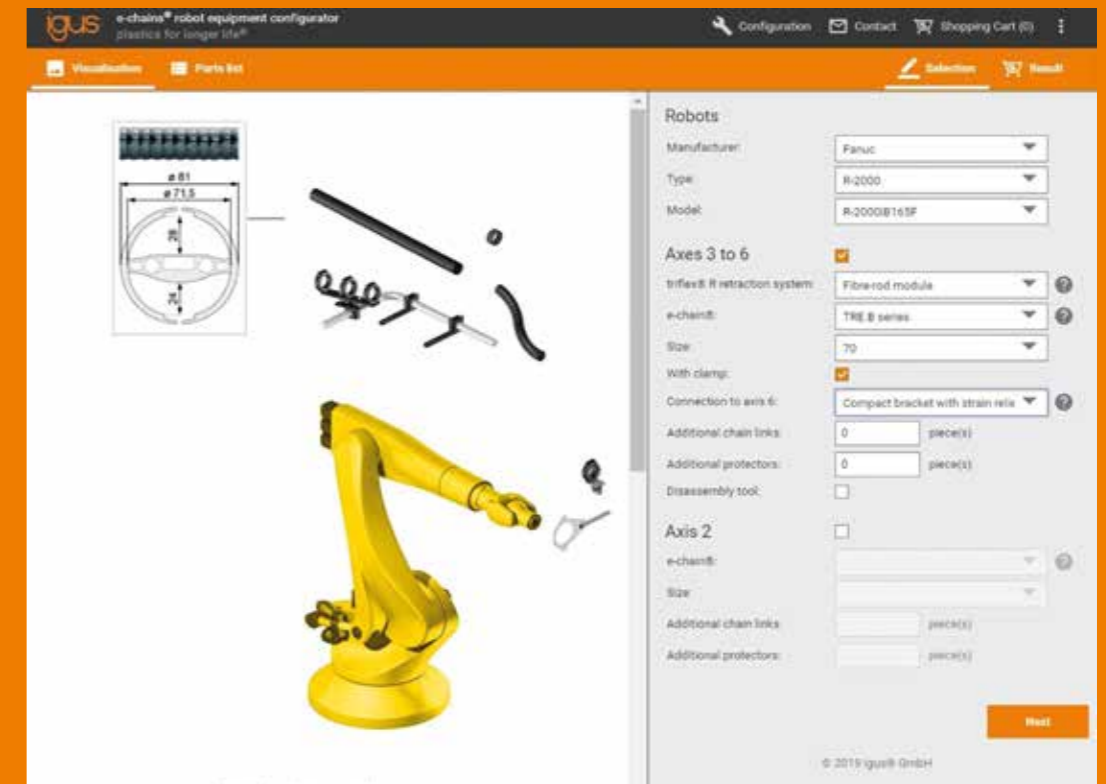 igus e-chains® robot equipment configurator
plastics for longer life®
Configuration Contact Shopping Cart (0)
Visualisation Parts list Selection Result
ø 81
ø 71,5
28
24
Robots
Manufacturer: Fanuc
Type: R-2000
Model: R-2000iB165F
Axes 3 to 6
triflex® R retraction system: Fibre-rod module ?
e-chain®: TRE.B series ?
Size: 70
With clamp:
Connection to axis 6: Compact bracket with strain relie ?
Additional chain links: 0 piece(s)
Additional protectors: 0 piece(s)
Disassembly tool:
Axis 2
e-chain®: ?
Size:
Additional chain links: piece(s)
Additional protectors: piece(s)
Next
© 2019 igus® GmbH